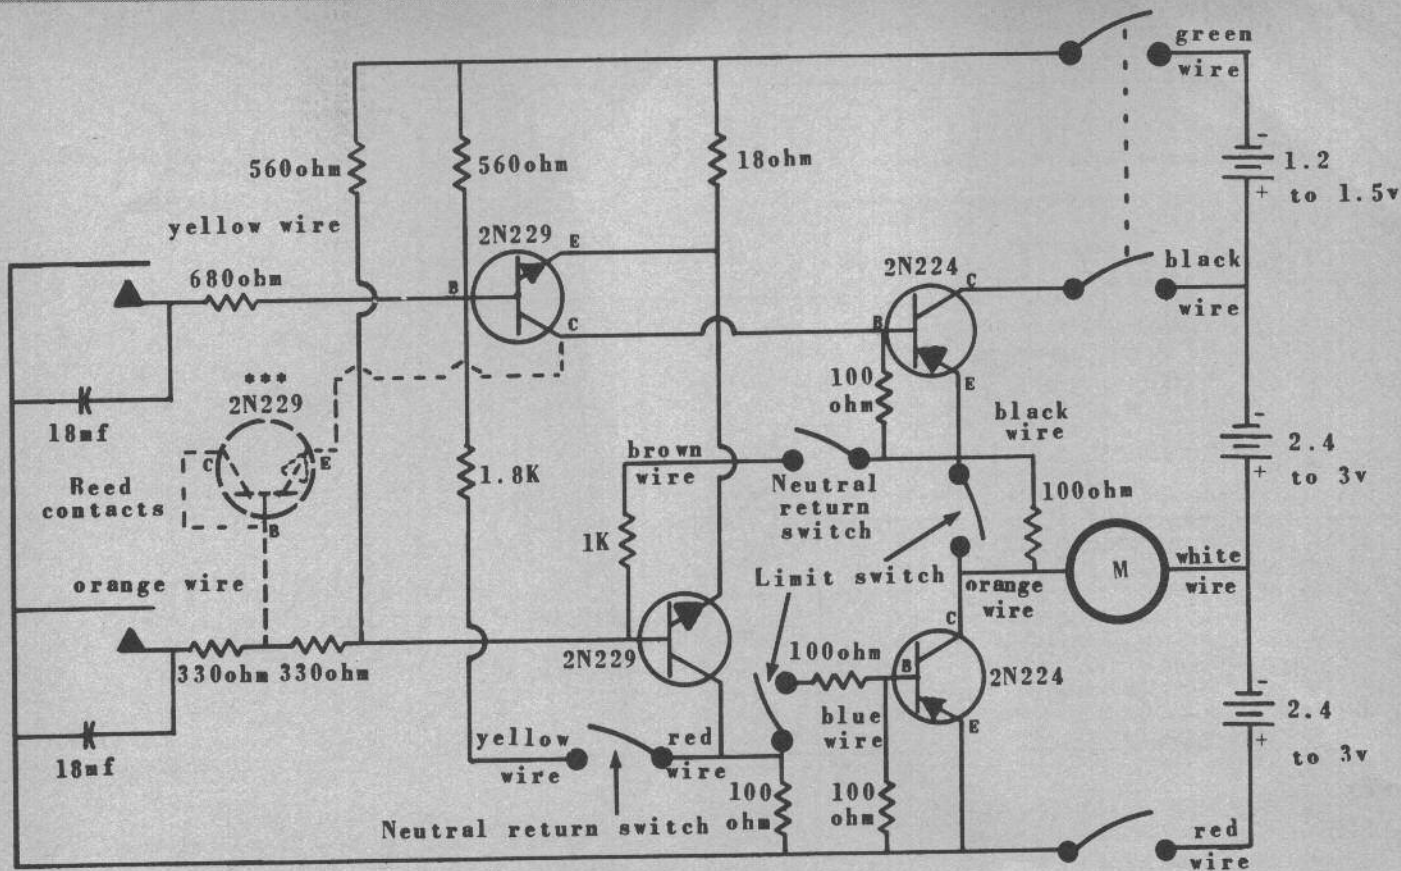 green
wire
-
1.2
+
to 1.5v
560ohm
560ohm
18ohm
yellow wire
2N229
E
680ohm
B
C
2N224
C
black
wire
B
E
***
2N229
18mf
C
E
B
100
ohm
black
wire
-
2.4
+
to 3v
Reed
contacts
1.8K
brown
wire
Neutral
return
switch
100ohm
1K
orange wire
Limit switch
M
white
wire
orange
wire
C
330ohm
330ohm
2N229
100ohm
B
2N224
E
blue
wire
-
2.4
+
to 3v
18mf
yellow
wire
red
wire
100
ohm
100
ohm
Neutral return switch
red
wire